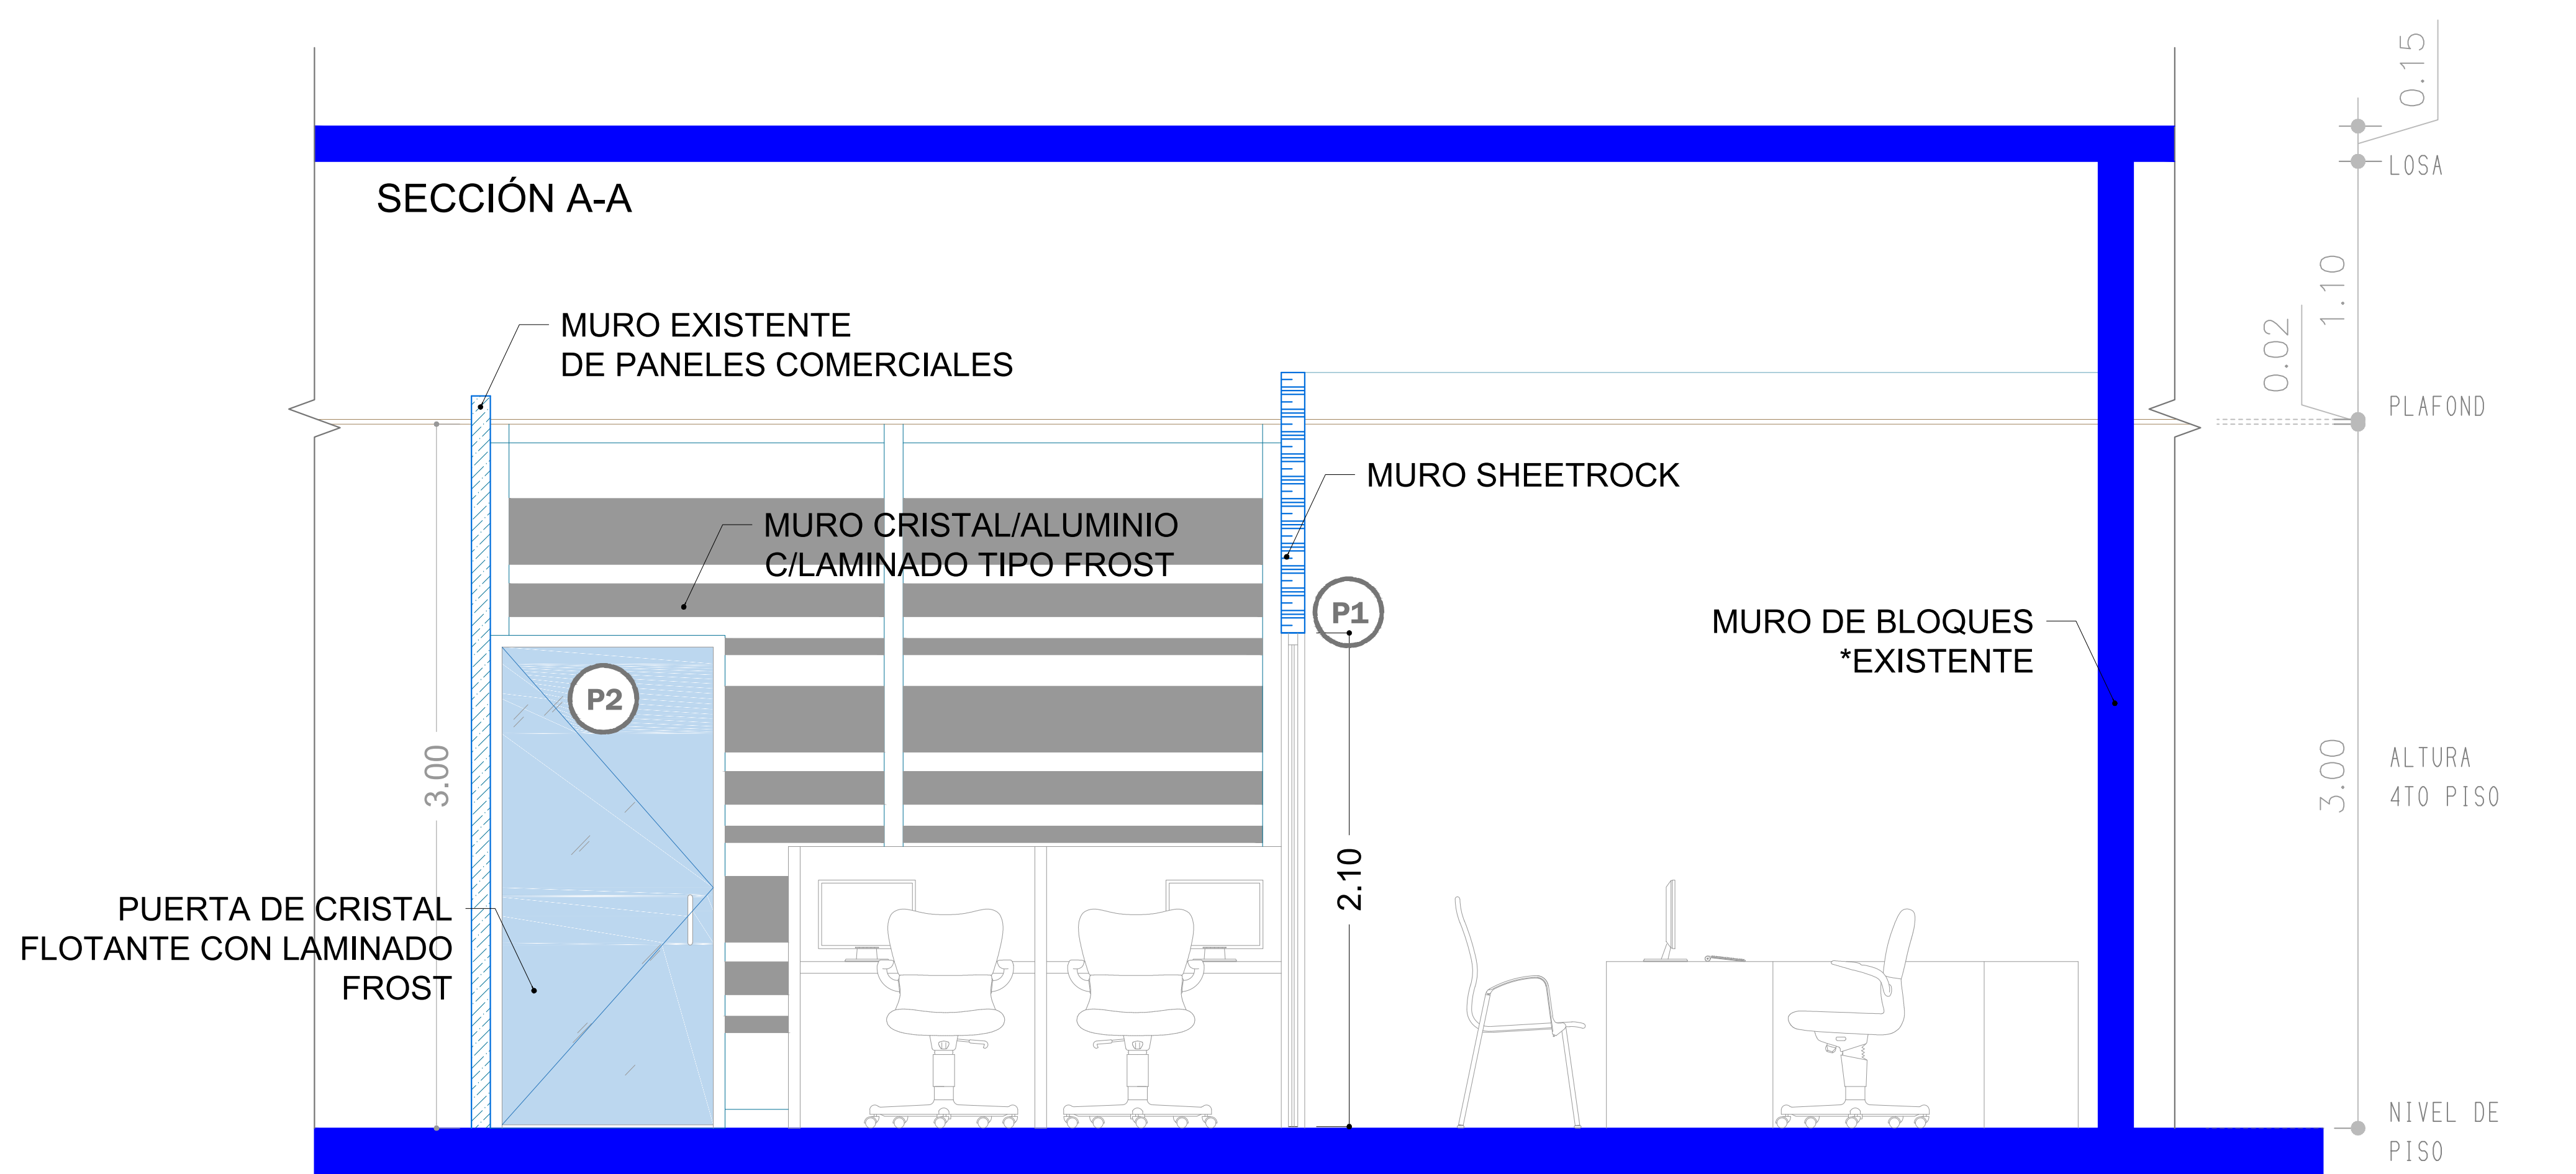 0.15
LOSA
SECCIÓN A-A
1.10
MURO EXISTENTE
DE PANELES COMERCIALES
0.02
PLAFOND
MURO SHEETROCK
MURO CRISTAL/ALUMINIO
C/LAMINADO TIPO FROST
P1
MURO DE BLOQUES
*EXISTENTE
P2
3.00
3.00
ALTURA
4TO PISO
2.10
PUERTA DE CRISTAL
FLOTANTE CON LAMINADO
FROST
NIVEL DE
PISO